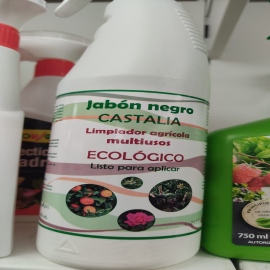 Jabón negro
CASTALIA
Limpiador agrícola
multiusos
ECOLÓGICO
Listo para aplicar
750 ml